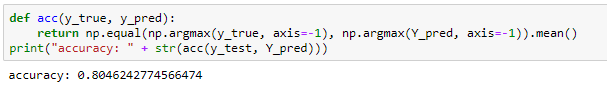 def acc(y_true, y_pred):
    return np.equal(np.argmax(y_true, axis=-1), np.argmax(Y_pred, axis=-1)).mean()
print("accuracy: " + str(acc(y_test, Y_pred)))
accuracy: 0.8046242774566474